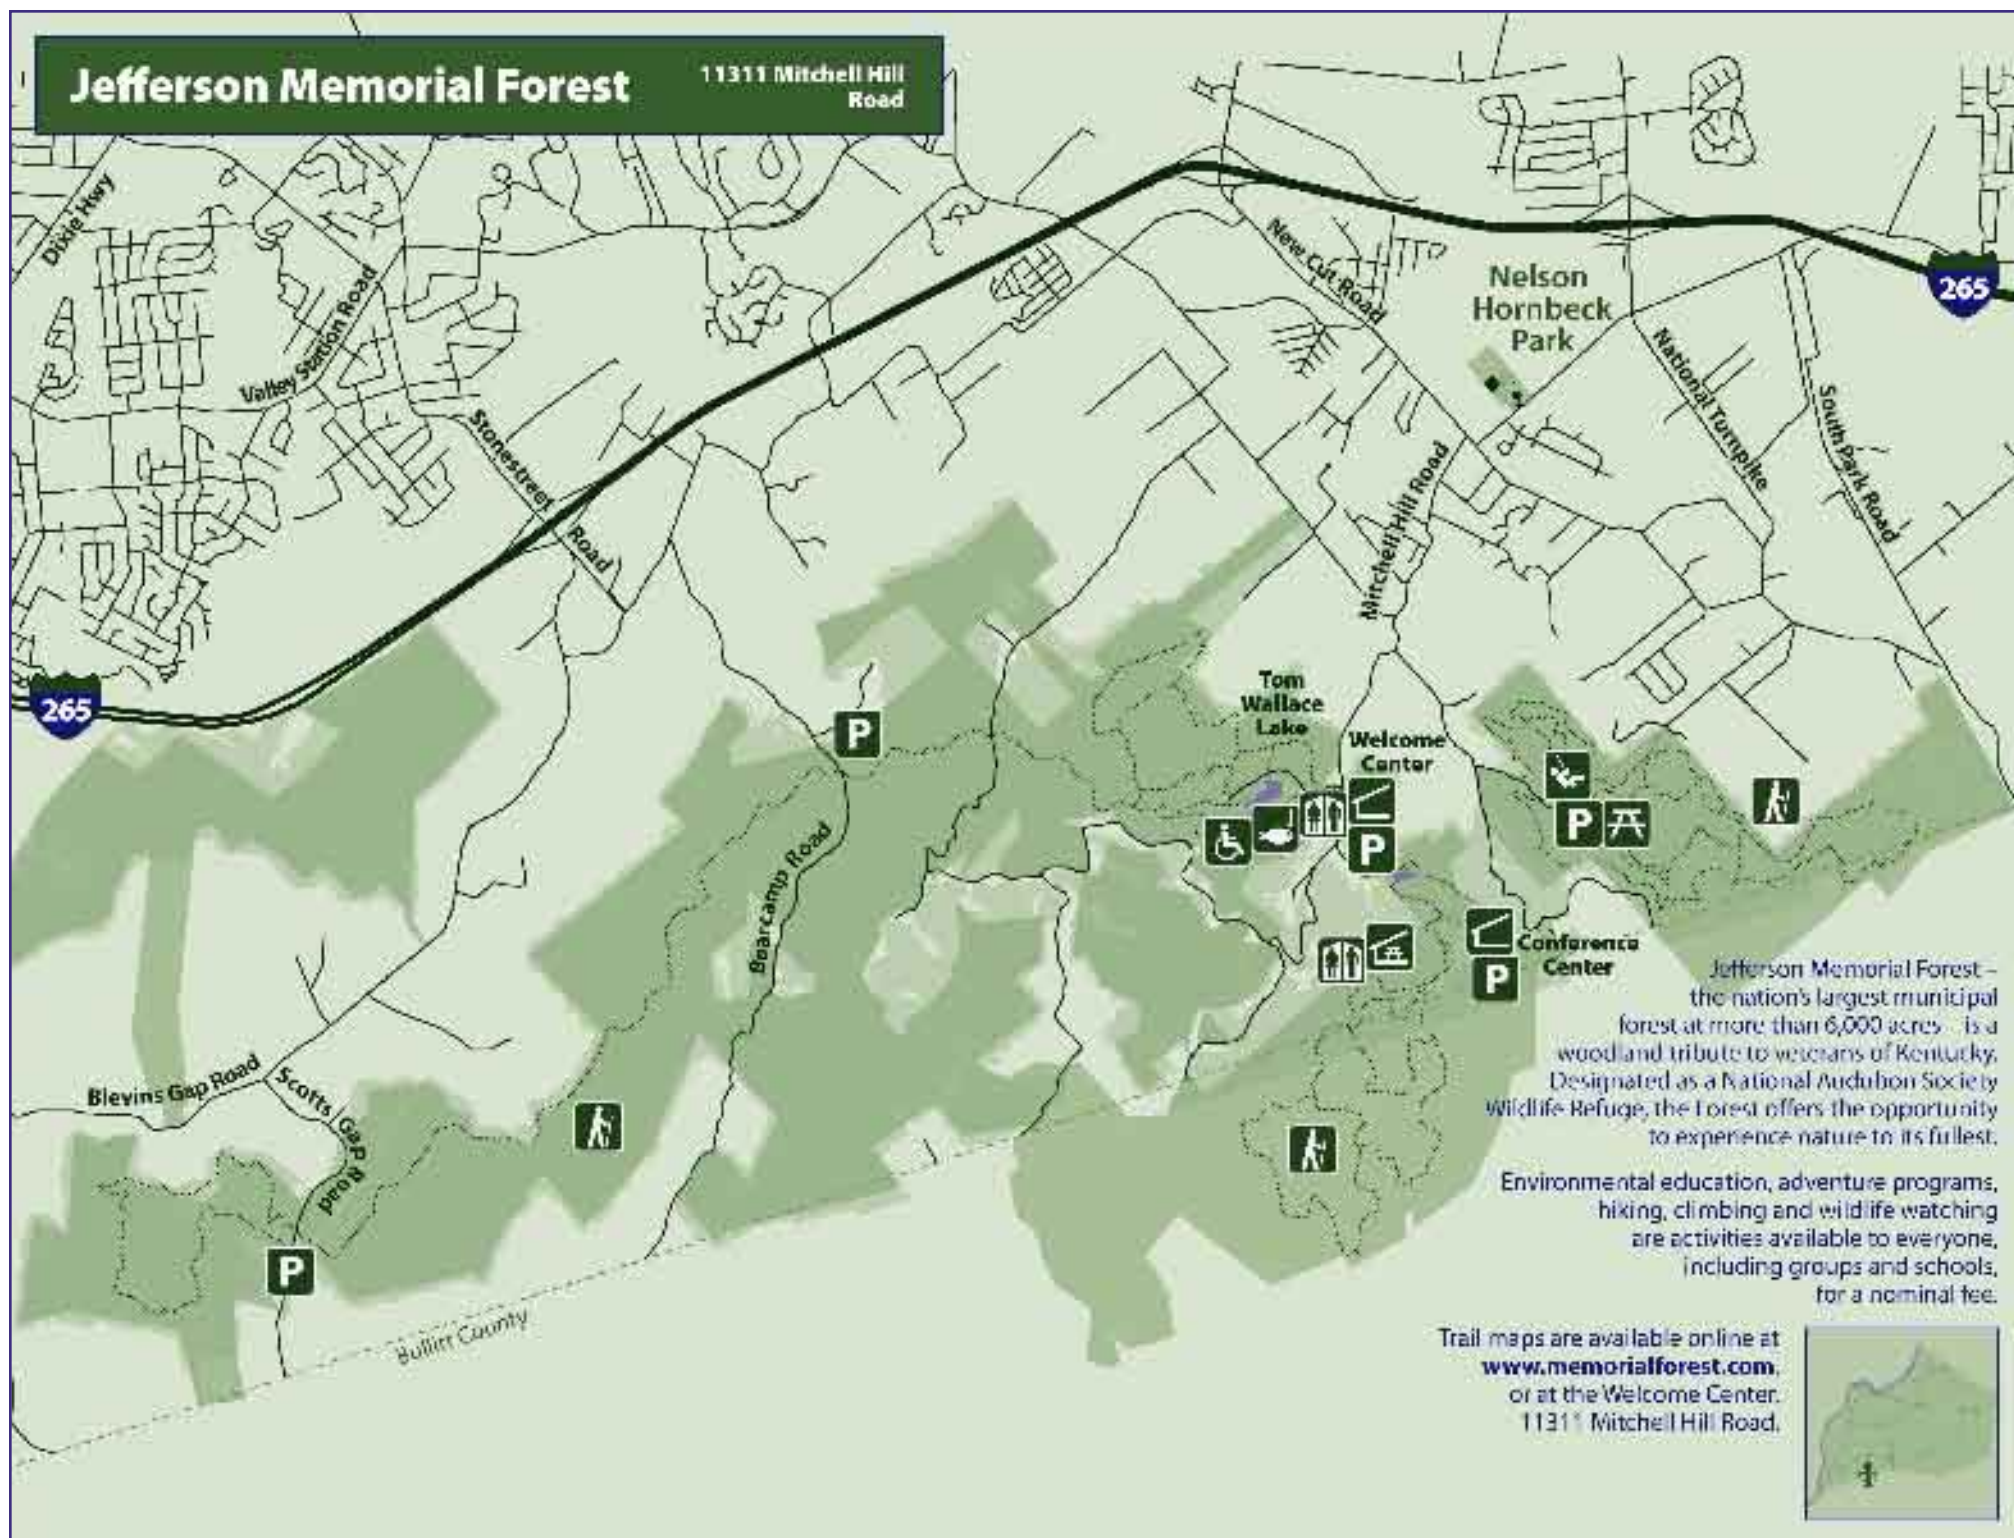 Jefferson Memorial Forest
11311 Mitchell Hill
Road
Dixie Hwy
Valley Station Road
Stonestreet
Road
New Cut Road
Nelson
Hornbeck
Park
265
National Turnpike
South Park Road
Mitchell Hill Road
265
Tom
Wallace
Lake
Welcome
Center
P
P
P
Bearcamp Road
Conference
Center
P
Blevins Gap Road
Scotts Gap Road
P
Bullitt County
Jefferson Memorial Forest –
the nation's largest municipal
forest at more than 6,000 acres – is a
woodland tribute to veterans of Kentucky.
Designated as a National Audubon Society
Wildlife Refuge, the Forest offers the opportunity
to experience nature to its fullest.
Environmental education, adventure programs,
hiking, climbing and wildlife watching
are activities available to everyone,
including groups and schools,
for a nominal fee.
Trail maps are available online at
www.memorialforest.com,
or at the Welcome Center,
11311 Mitchell Hill Road.